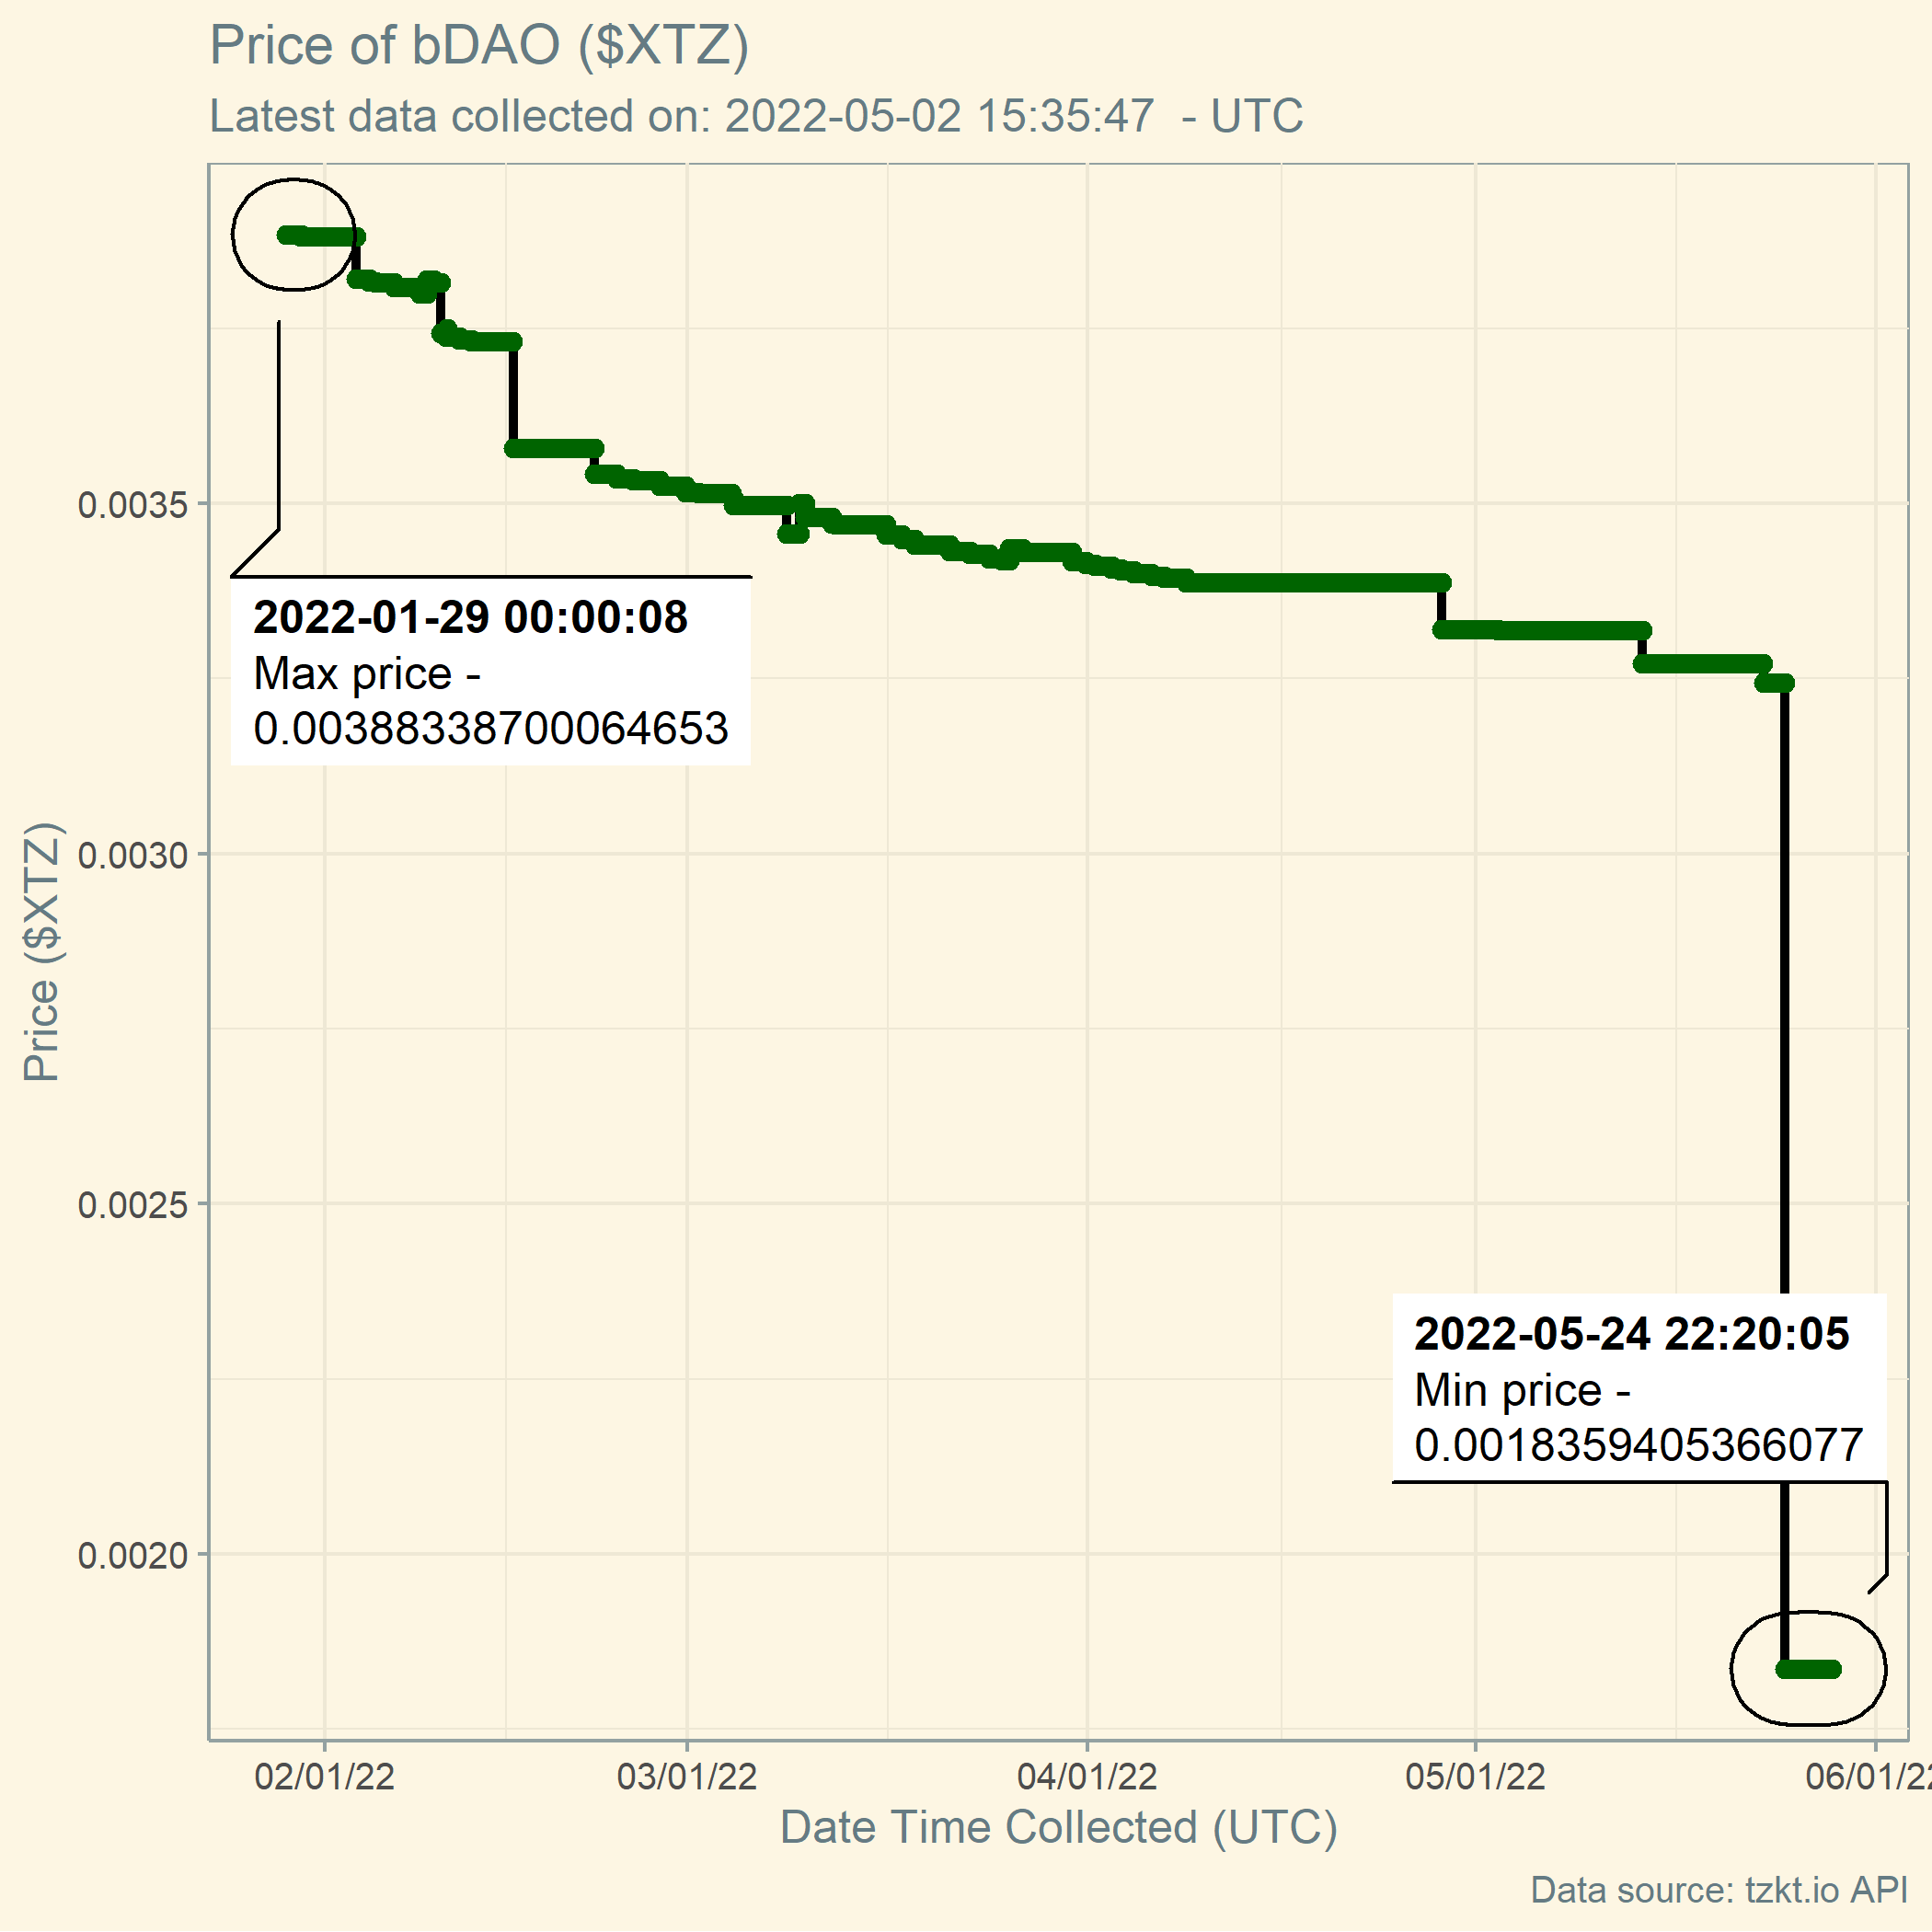 Price of bDAO ($XTZ)
Latest data collected on: 2022-05-02 15:35:47 - UTC
2022-01-29 00:00:08
Max price -
0.00388338700064653
2022-05-24 22:20:05
Min price -
0.0018359405366077
Price ($XTZ)
0.0035
0.0030
0.0025
0.0020
02/01/22
03/01/22
04/01/22
05/01/22
06/01/22
Date Time Collected (UTC)
Data source: tzkt.io API